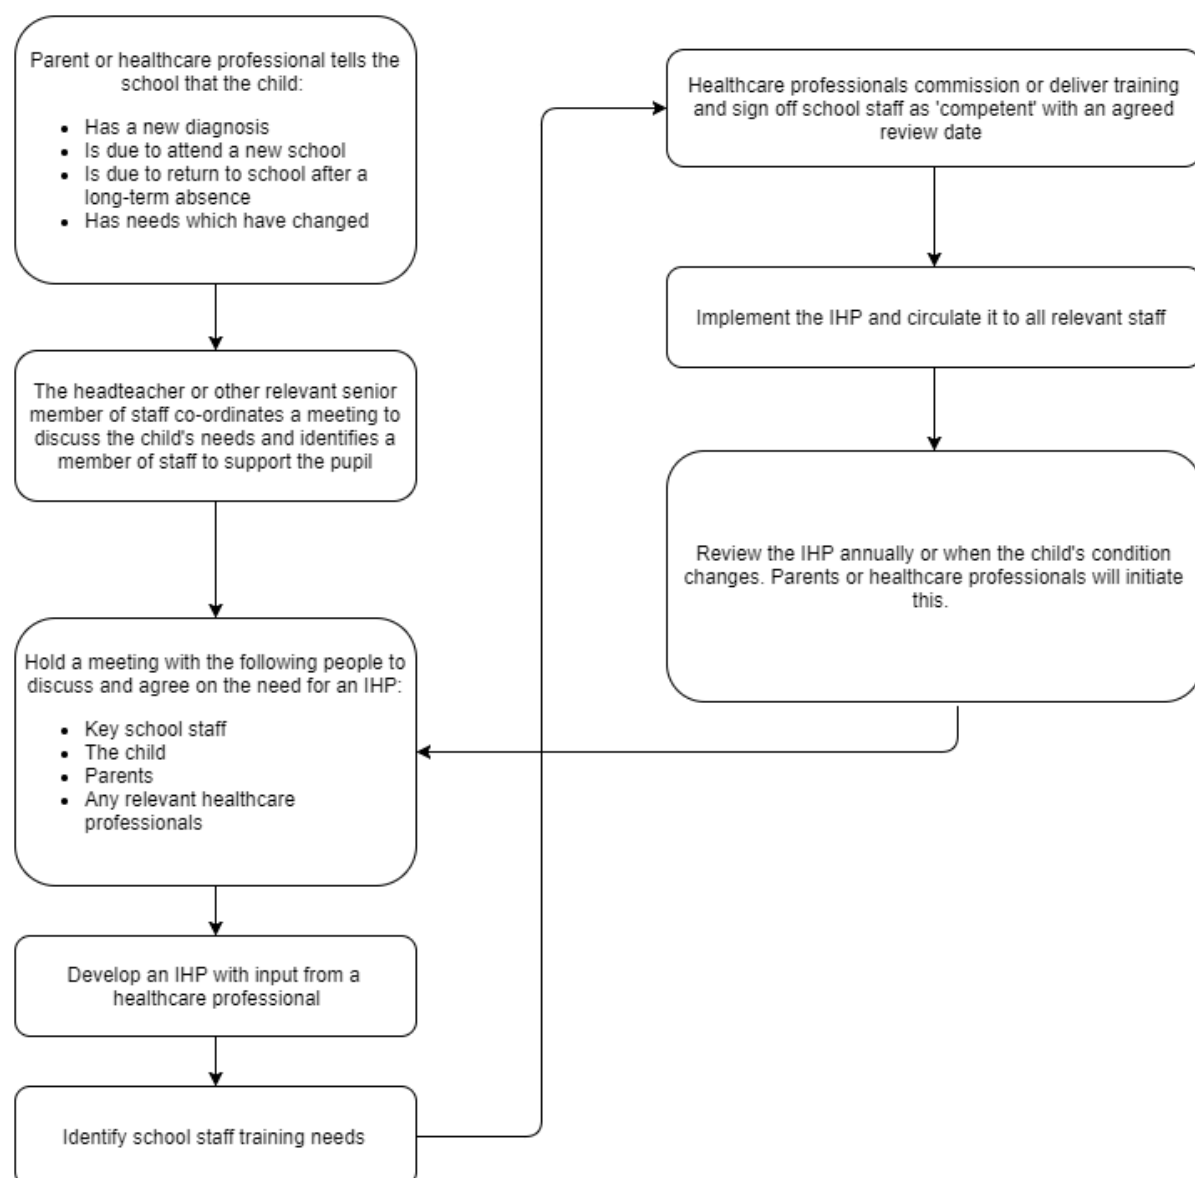 Parent or healthcare professional tells the
school that the child:
• Has a new diagnosis
• Is due to attend a new school
• Is due to return to school after a
long-term absence
• Has needs which have changed
The headteacher or other relevant senior
member of staff co-ordinates a meeting to
discuss the child's needs and identifies a
member of staff to support the pupil
Hold a meeting with the following people to
discuss and agree on the need for an IHP:
• Key school staff
• The child
• Parents
• Any relevant healthcare
professionals
Develop an IHP with input from a
healthcare professional
Identify school staff training needs
Healthcare professionals commission or deliver training
and sign off school staff as 'competent' with an agreed
review date
Implement the IHP and circulate it to all relevant staff
Review the IHP annually or when the child's condition
changes. Parents or healthcare professionals will initiate
this.